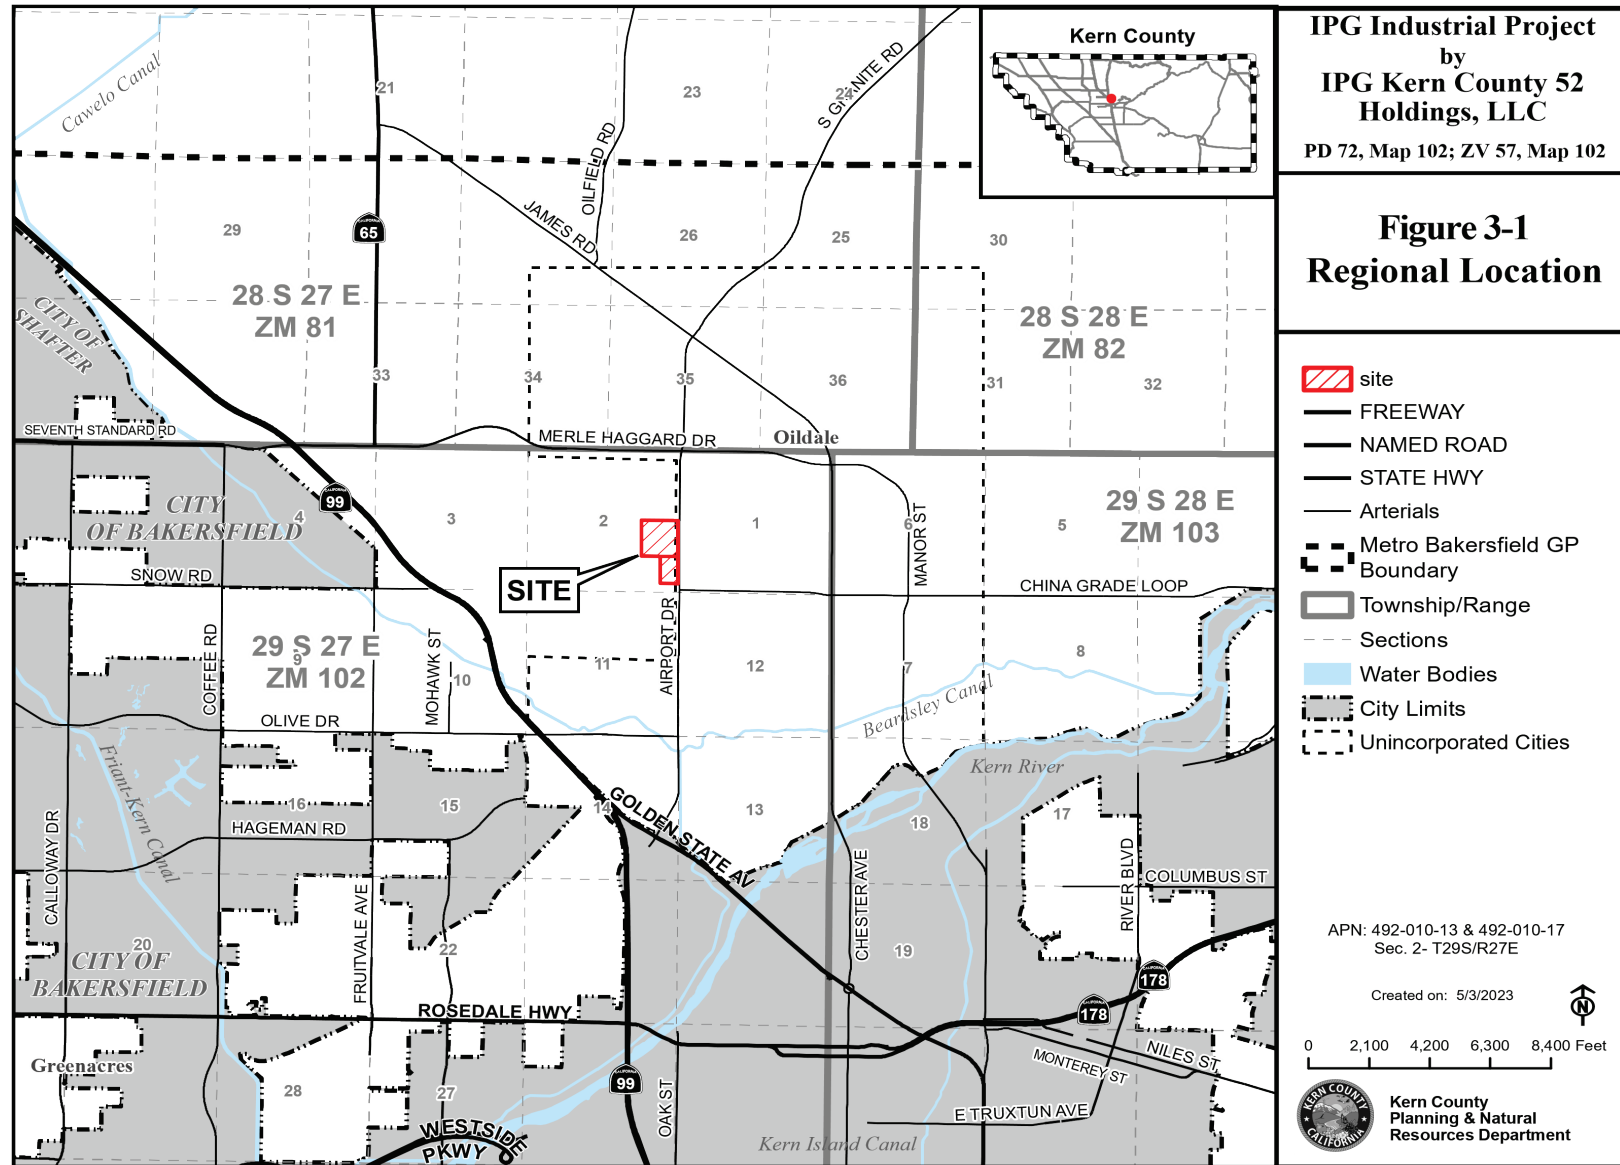 IPG Industrial Project
by
IPG Kern County 52
Holdings, LLC
PD 72, Map 102; ZV 57, Map 102
Figure 3-1
Regional Location
site
FREEWAY
NAMED ROAD
STATE HWY
Arterials
Metro Bakersfield GP
Boundary
Township/Range
Sections
Water Bodies
City Limits
Unincorporated Cities
APN: 492-010-13 & 492-010-17
Sec. 2- T29S/R27E
Created on: 5/3/2023
N
0 2,100 4,200 6,300 8,400 Feet
KERN COUNTY
CALIFORNIA
Kern County
Planning & Natural
Resources Department
Kern County
Cawelo Canal
21
23
24
S GRANITE RD
OILFIELD RD
JAMES RD
CALIFORNIA
65
29
26
25
30
28 S 27 E
ZM 81
28 S 28 E
ZM 82
CITY OF
SHAFTER
33
34
35
36
31
32
SEVENTH STANDARD RD
MERLE HAGGARD DR
Oildale
CALIFORNIA
99
CITY
OF BAKERSFIELD
4
3
2
1
6
5
29 S 28 E
ZM 103
MANOR ST
SITE
SNOW RD
CHINA GRADE LOOP
AIRPORT DR
COFFEE RD
29 S 27 E
9
ZM 102
MOHAWK ST
10
11
12
7
8
OLIVE DR
Beardsley Canal
Kern River
Friant-Kern Canal
16
15
14
13
18
17
GOLDEN STATE AV
HAGEMAN RD
CALLOWAY DR
FRUITVALE AVE
CHESTER AVE
RIVER BLVD
COLUMBUS ST
20
CITY OF
BAKERSFIELD
22
19
CALIFORNIA
178
CALIFORNIA
178
ROSEDALE HWY
NILES ST
MONTEREY ST
Greenacres
28
27
CALIFORNIA
99
OAK ST
E TRUXTUN AVE
WESTSIDE
PKWY
Kern Island Canal